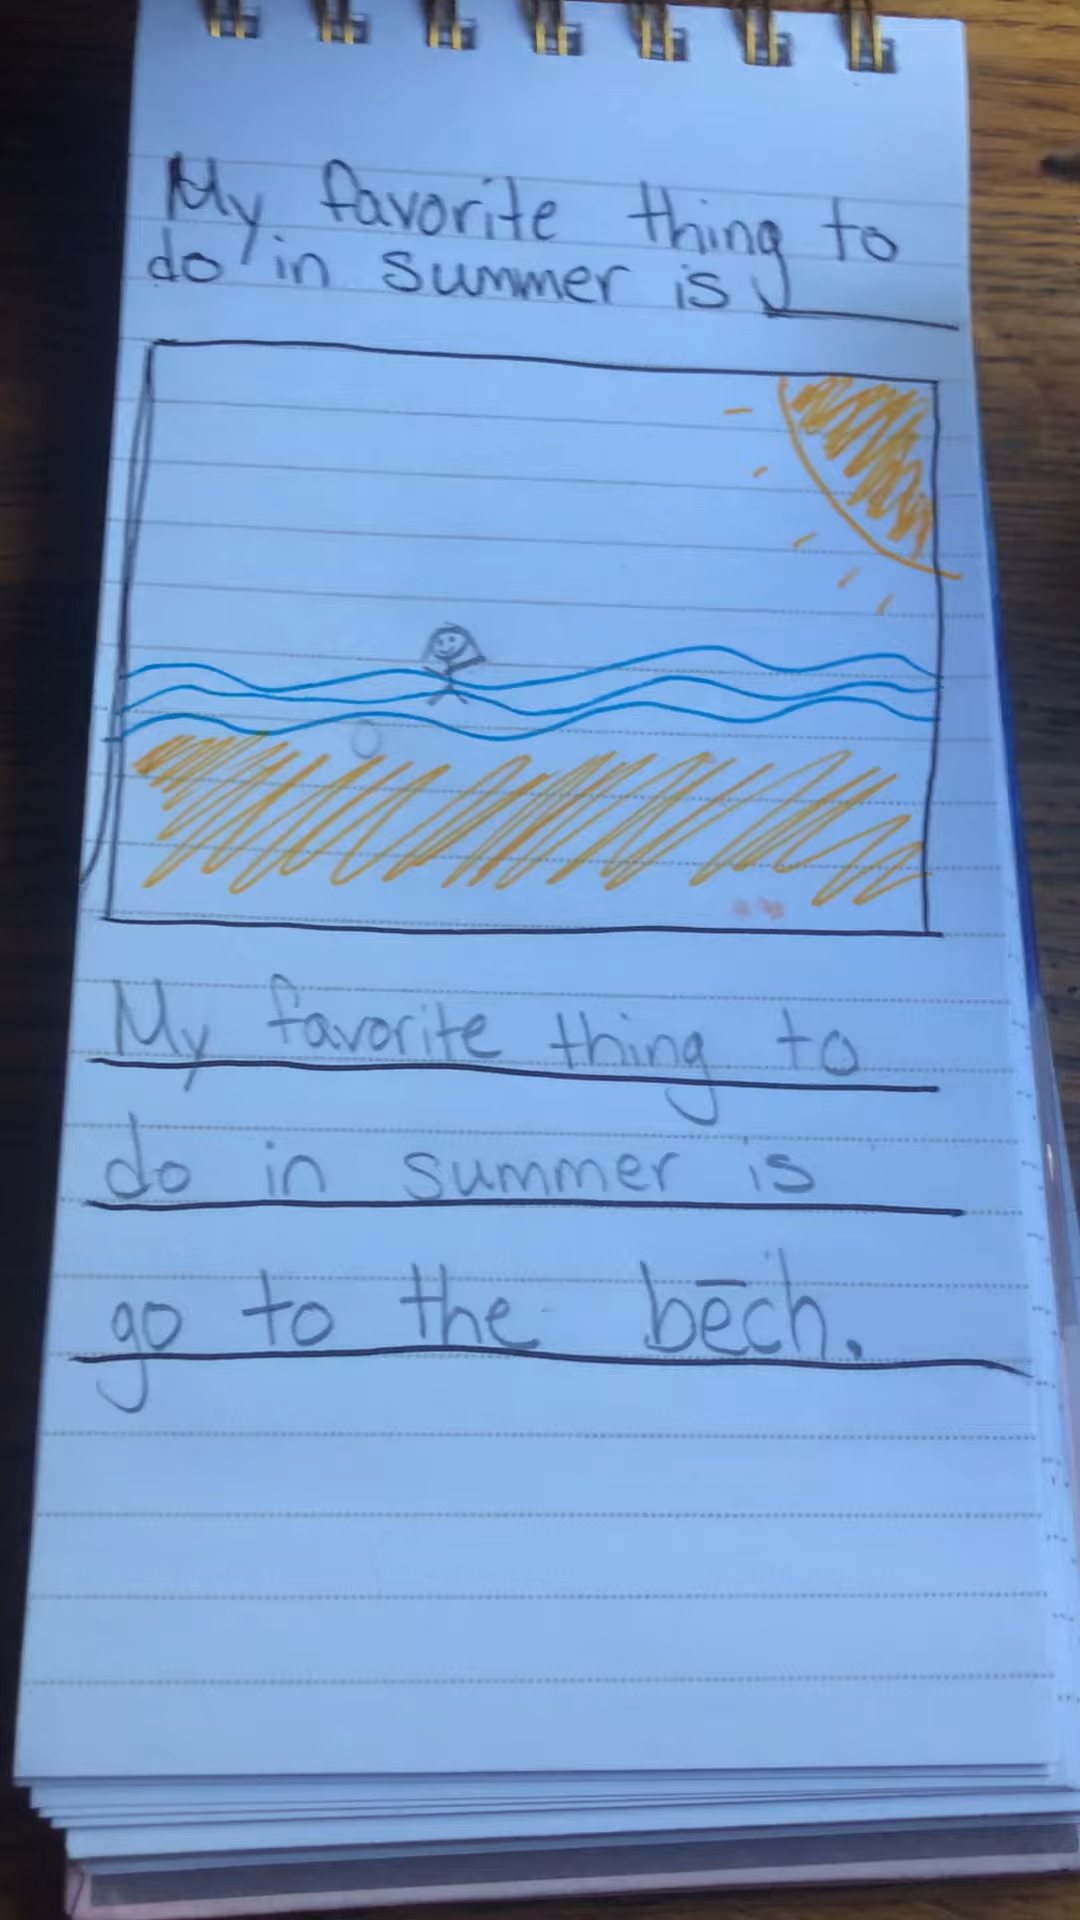 My favorite thing to
do in summer is ______
My favorite thing to
do in summer is
go to the bēch.